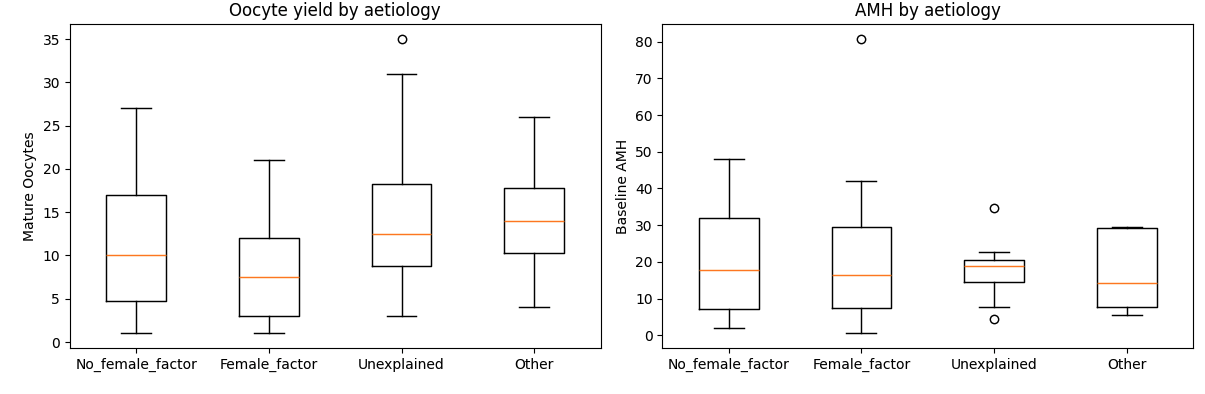 Oocyte yield by aetiology
Mature Oocytes
35
30
25
20
15
10
5
0
No_female_factor Female_factor Unexplained Other
AMH by aetiology
Baseline AMH
80
70
60
50
40
30
20
10
0
No_female_factor Female_factor Unexplained Other